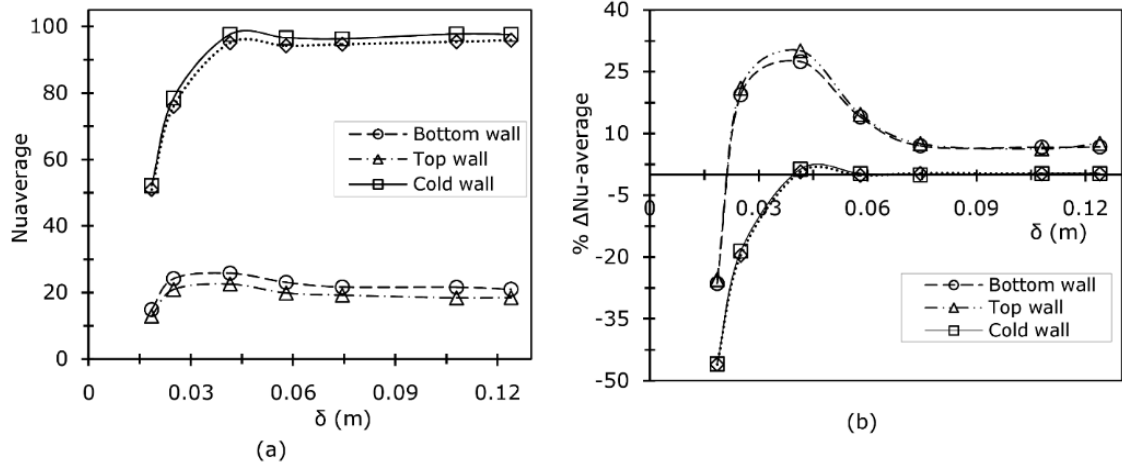 Nuaverage
100
80
60
40
20
0
0
0.03
0.06
0.09
0.12
δ (m)
Bottom wall
Top wall
Cold wall
(a)
% ΔNu-average
40
25
10
-5
-20
-35
-50
0
0.03
0.06
0.09
0.12
δ (m)
Bottom wall
Top wall
Cold wall
(b)